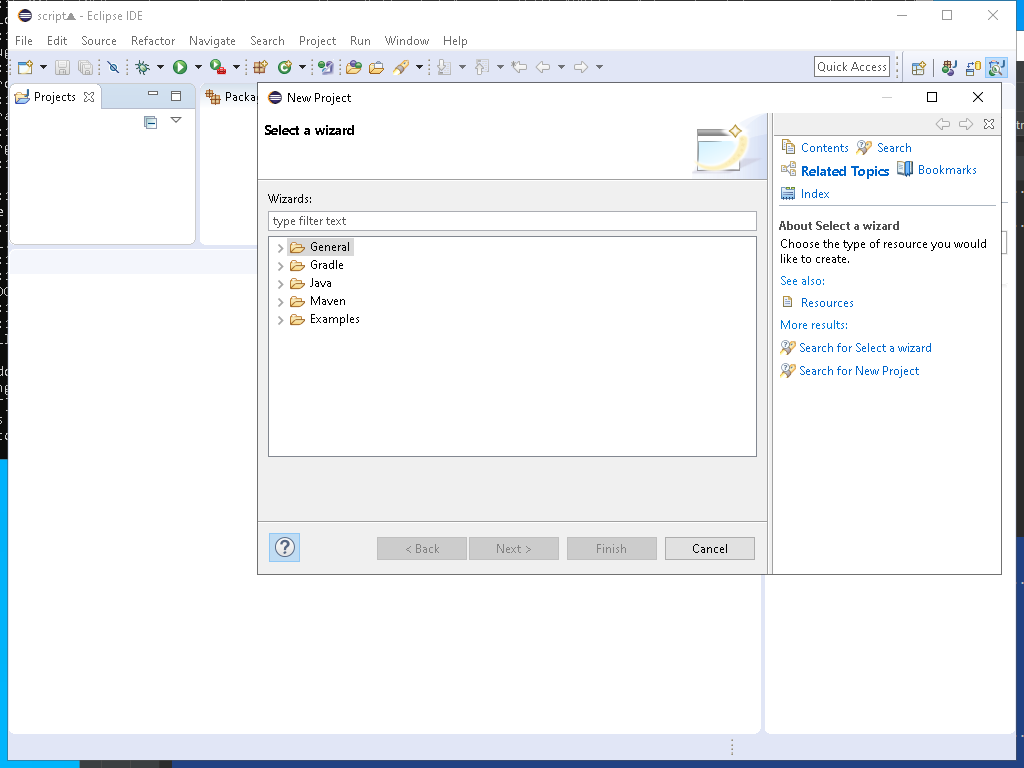 script▲ - Eclipse IDE
File Edit Source Refactor Navigate Search Project Run Window Help
Quick Access
Projects
Packa
New Project
Select a wizard
Wizards:
type filter text
General
Gradle
Java
Maven
Examples
? < Back Next > Finish Cancel
Contents Search
Related Topics Bookmarks
Index
About Select a wizard
Choose the type of resource you would
like to create.
See also:
Resources
More results:
Search for Select a wizard
Search for New Project